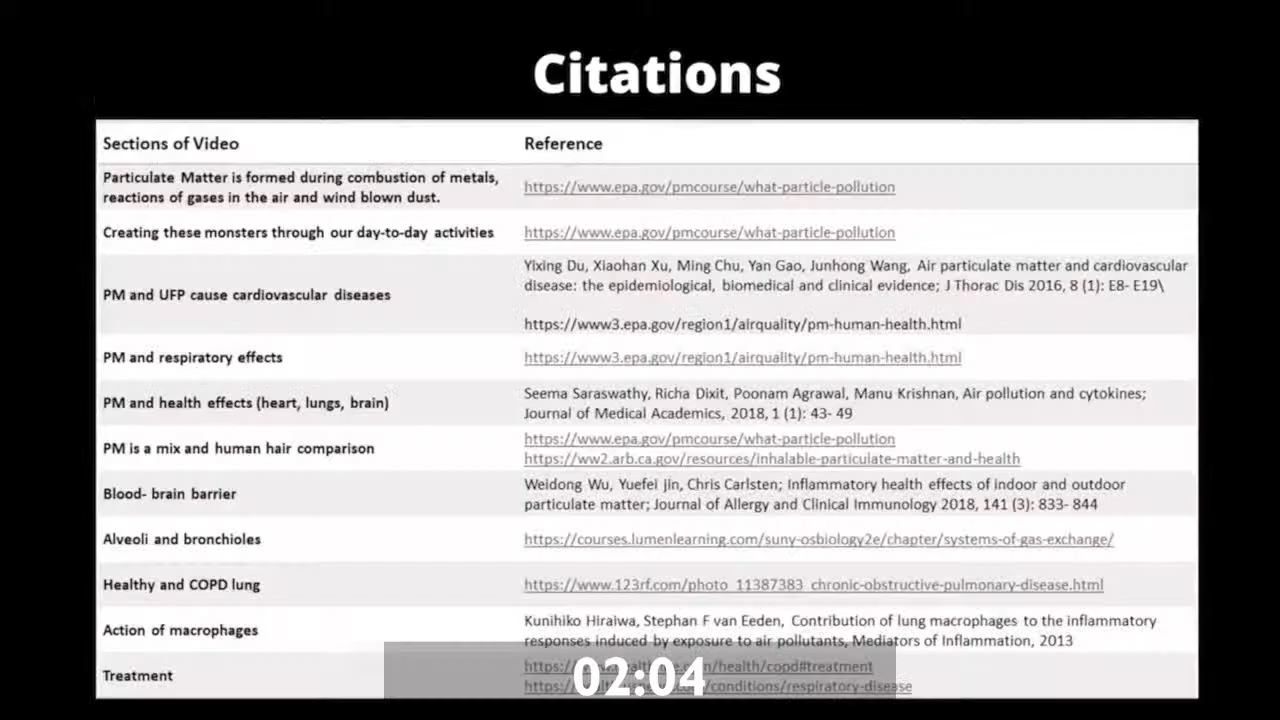 Citations
Sections of Video Reference
Particulate Matter is formed during combustion of metals,
reactions of gases in the air and wind blown dust.
https://www.epa.gov/pmcourse/what-particle-pollution
Creating these monsters through our day-to-day activities https://www.epa.gov/pmcourse/what-particle-pollution
PM and UFP cause cardiovascular diseases
Yixing Du, Xiaohan Xu, Ming Chu, Yan Gao, Junhong Wang, Air particulate matter and cardiovascular
disease: the epidemiological, biomedical and clinical evidence; J Thorac Dis 2016, 8 (1): E8- E19\
https://www3.epa.gov/region1/airquality/pm-human-health.html
PM and respiratory effects https://www3.epa.gov/region1/airquality/pm-human-health.html
PM and health effects (heart, lungs, brain)
Seema Saraswathy, Richa Dixit, Poonam Agrawal, Manu Krishnan, Air pollution and cytokines;
Journal of Medical Academics, 2018, 1 (1): 43- 49
PM is a mix and human hair comparison
https://www.epa.gov/pmcourse/what-particle-pollution
https://ww2.arb.ca.gov/resources/inhalable-particulate-matter-and-health
Blood- brain barrier
Weidong Wu, Yuefei jin, Chris Carlsten; Inflammatory health effects of indoor and outdoor
particulate matter; Journal of Allergy and Clinical Immunology 2018, 141 (3): 833- 844
Alveoli and bronchioles https://courses.lumenlearning.com/suny-osbiology2e/chapter/systems-of-gas-exchange/
Healthy and COPD lung https://www.123rf.com/photo_11387383_chronic-obstructive-pulmonary-disease.html
Action of macrophages
Kunihiko Hiraiwa, Stephan F van Eeden, Contribution of lung macrophages to the inflammatory
responses induced by exposure to air pollutants, Mediators of Inflammation, 2013
Treatment
/health/copd#treatment
/conditions/respiratory-disease
02:04